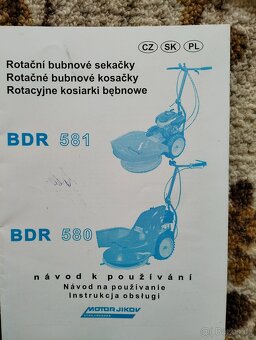 CZ SK PL
Rotační bubnové sekačky
Rotačné bubnové kosačky
Rotacyjne kosiarki bębnowe
BDR 581
BDR 580
návod k používání
Návod na používanie
Instrukcja obsługi
MOTOR JIKOV